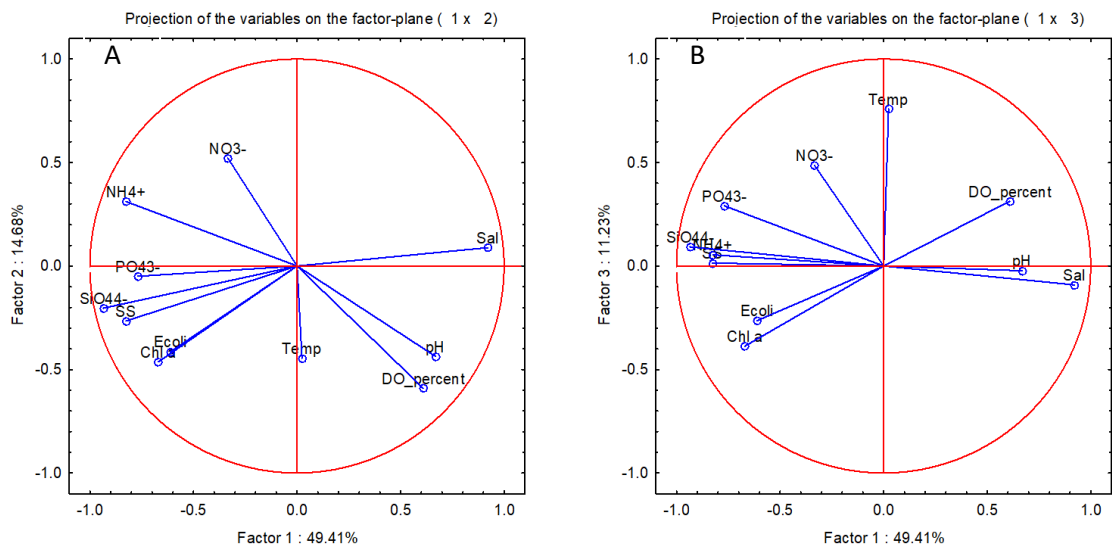 Projection of the variables on the factor-plane ( 1 x 2)
A
1.0
0.5
0.0
-0.5
-1.0
Factor 2 : 14.68%
NO3-
NH4+
Sal
PO43-
SiO44-
SS
Ecoli
Chl a
Temp
pH
DO_percent
-1.0 -0.5 0.0 0.5 1.0
Factor 1 : 49.41%
Projection of the variables on the factor-plane ( 1 x 3)
B
1.0
0.5
0.0
-0.5
-1.0
Factor 3 : 11.23%
Temp
NO3-
DO_percent
PO43-
SiO44-
NH4+
pH
Sal
Ecoli
Chl a
-1.0 -0.5 0.0 0.5 1.0
Factor 1 : 49.41%